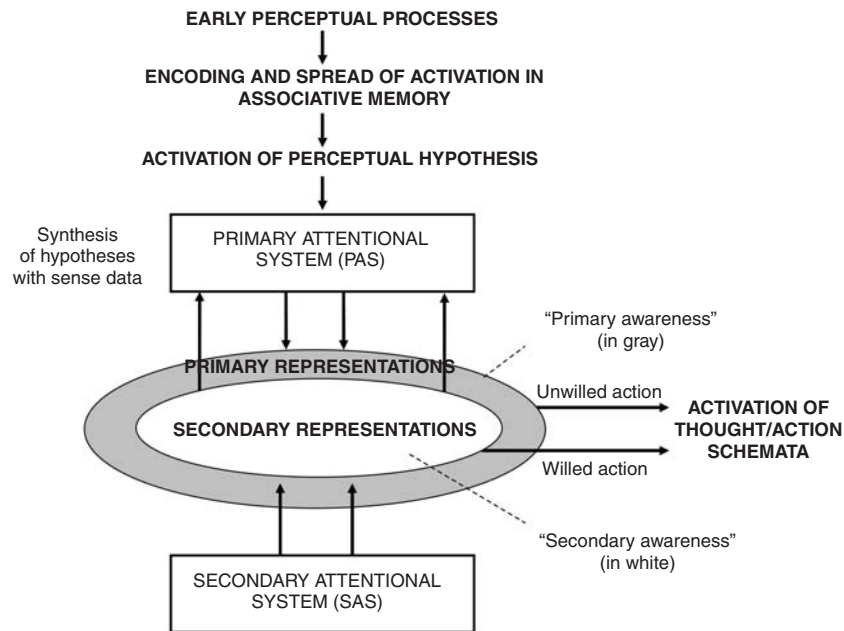 EARLY PERCEPTUAL PROCESSES
ENCODING AND SPREAD OF ACTIVATION IN
ASSOCIATIVE MEMORY
ACTIVATION OF PERCEPTUAL HYPOTHESIS
Synthesis
of hypotheses
with sense data
PRIMARY ATTENTIONAL
SYSTEM (PAS)
“Primary awareness”
(in gray)
PRIMARY REPRESENTATIONS
SECONDARY REPRESENTATIONS
Unwilled action
Willed action
ACTIVATION OF
THOUGHT/ACTION
SCHEMATA
“Secondary awareness”
(in white)
SECONDARY ATTENTIONAL
SYSTEM (SAS)